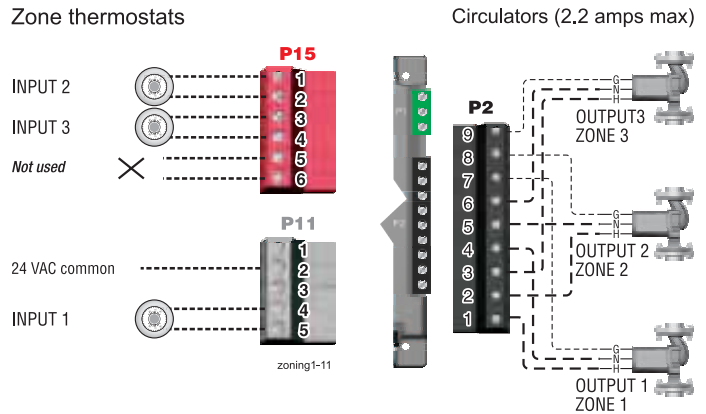 Zone thermostats
Circulators (2.2 amps max)
P15
INPUT 2
1
2
INPUT 3
3
4
Not used
5
6
P11
1
24 VAC common
2
3
INPUT 1
4
5
zoning1-11
P2
9
8
7
6
5
4
3
2
1
G
N
H
OUTPUT3
ZONE 3
G
N
H
OUTPUT 2
ZONE 2
G
N
H
OUTPUT 1
ZONE 1
P2